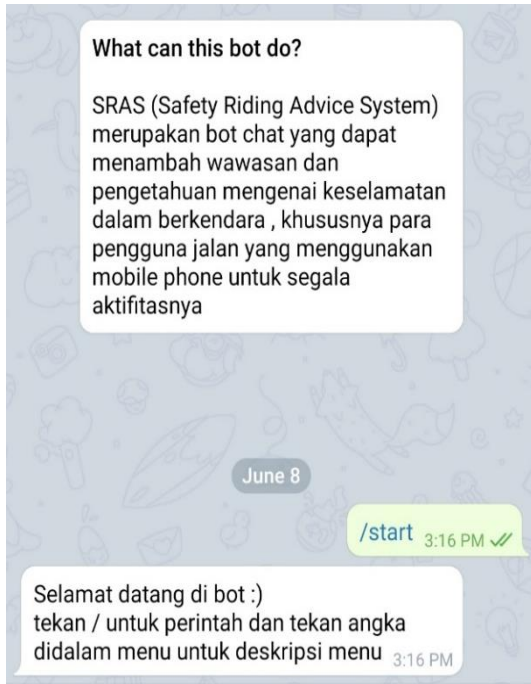 What can this bot do?
SRAS (Safety Riding Advice System)
merupakan bot chat yang dapat
menambah wawasan dan
pengetahuan mengenai keselamatan
dalam berkendara , khususnya para
pengguna jalan yang menggunakan
mobile phone untuk segala
aktifitasnya
June 8
/start 3:16 PM
Selamat datang di bot :)
tekan / untuk perintah dan tekan angka
didalam menu untuk deskripsi menu 3:16 PM